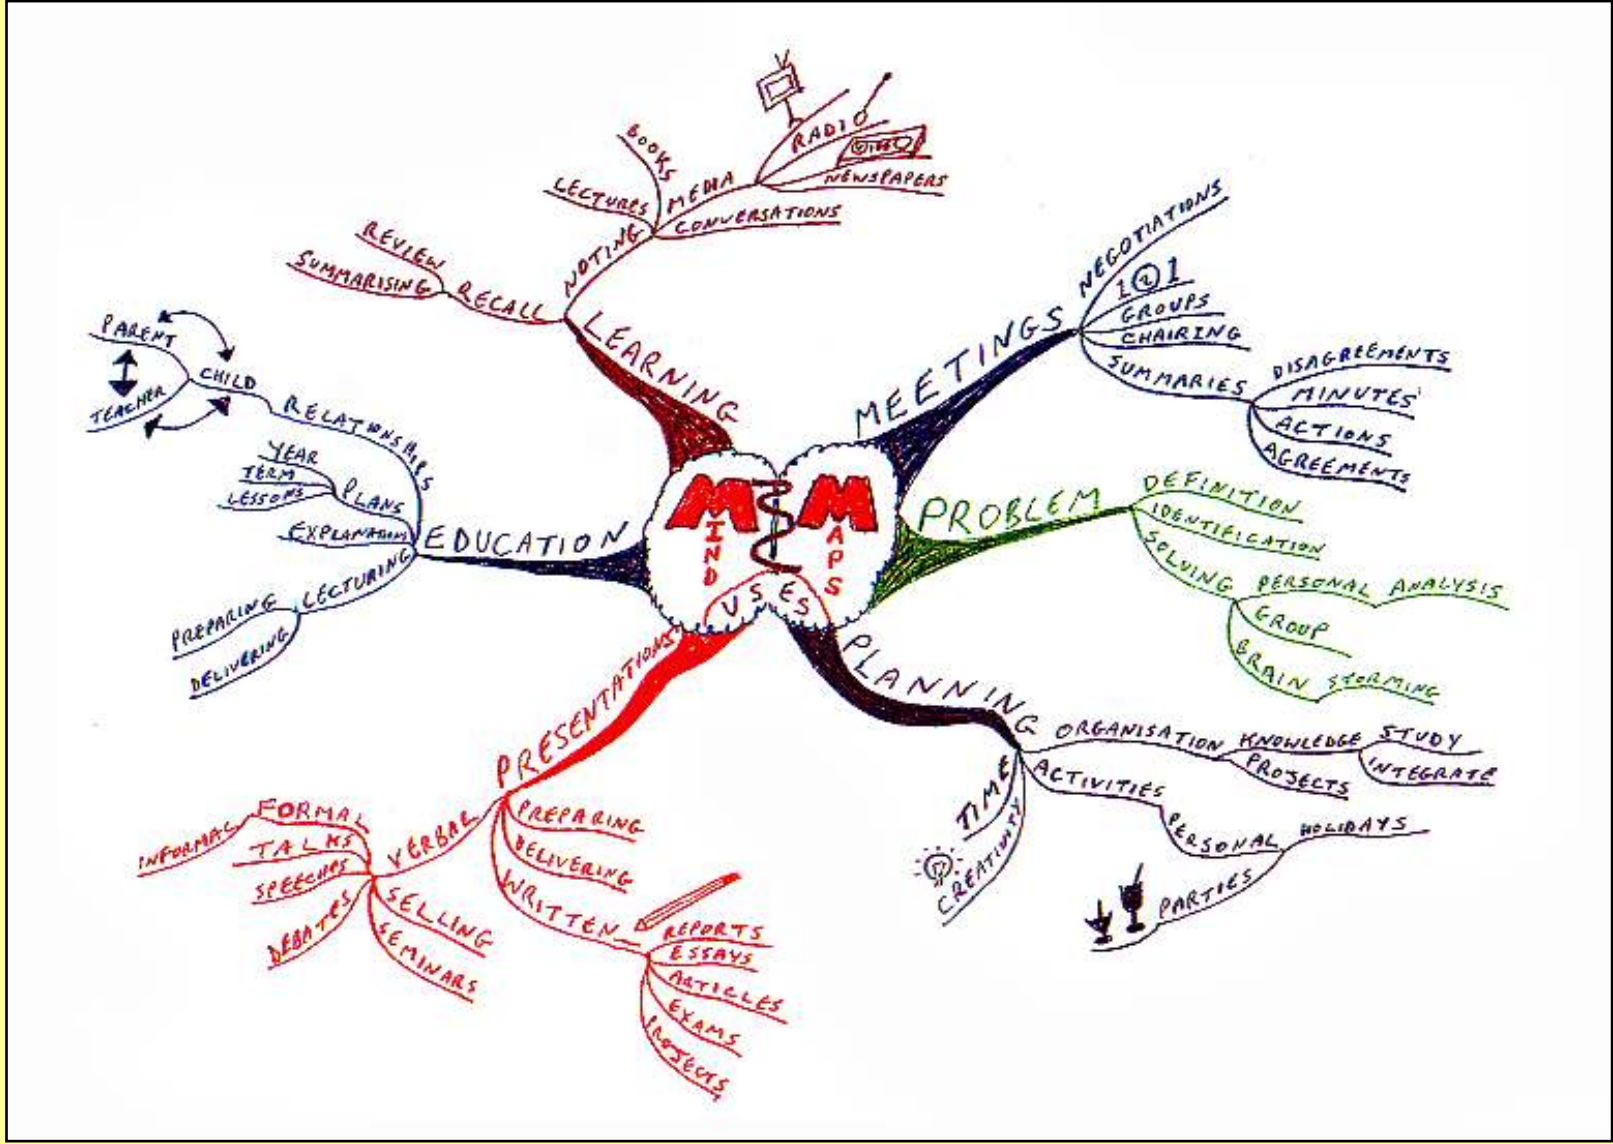 MIND MAPS
USES
LEARNING
NOTING
BOOKS
LECTURES
MEDIA
RADIO
VIDEO
NEWSPAPERS
CONVERSATIONS
RECALL
REVIEW
SUMMARISING
MEETINGS
NEGOTIATIONS
1 2 1
GROUPS
CHAIRING
SUMMARIES
DISAGREEMENTS
MINUTES
ACTIONS
AGREEMENTS
PROBLEM
DEFINITION
IDENTIFICATION
SOLVING
PERSONAL ANALYSIS
GROUP
BRAIN STORMING
PLANNING
ORGANISATION
KNOWLEDGE
STUDY
INTEGRATE
PROJECTS
ACTIVITIES
PERSONAL
HOLIDAYS
PARTIES
TIME
CREATIVITY
PRESENTATIONS
PREPARING
DELIVERING
WRITTEN
REPORTS
ESSAYS
ARTICLES
EXAMS
PROJECTS
VERBAL
FORMAL
INFORMAL
TALKS
SPEECHES
DEBATES
SELLING
SEMINARS
EDUCATION
RELATIONSHIPS
CHILD
PARENT
TEACHER
PLANS
YEAR
TERM
LESSONS
EXPLANATIONS
LECTURING
PREPARING
DELIVERING